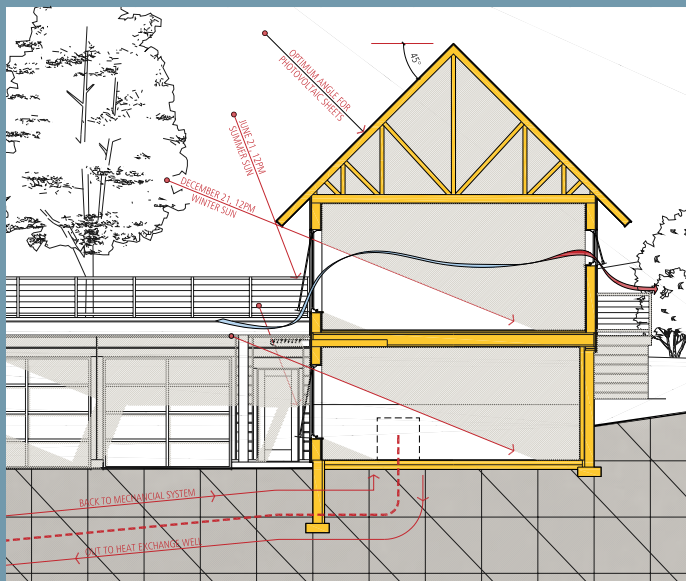 OPTIMUM ANGLE FOR
PHOTOVOLTAIC SHEETS
45°
JUNE 21, 12PM
SUMMER SUN
DECEMBER 21, 12PM
WINTER SUN
BACK TO MECHANCIAL SYSTEM
OUT TO HEAT EXCHANGE WELL